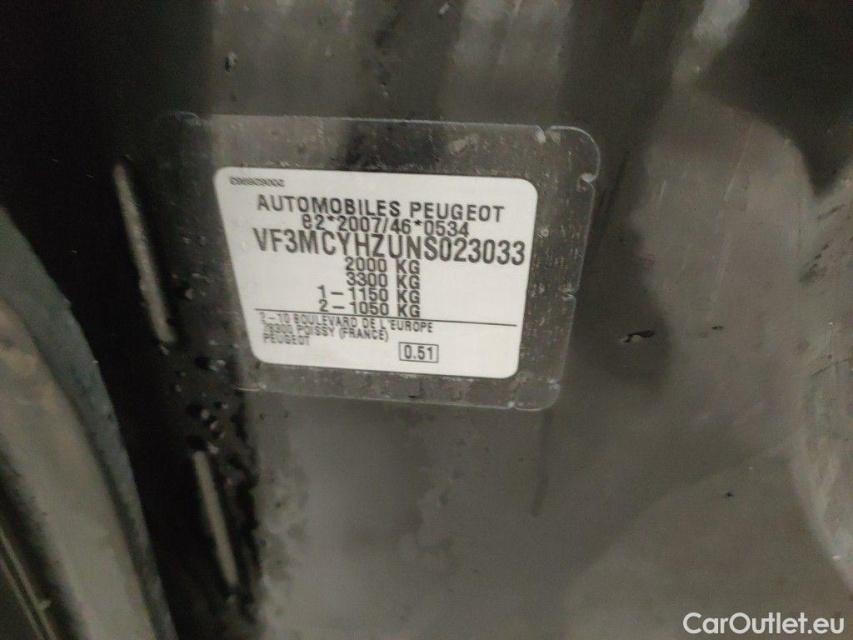 AUTOMOBILES PEUGEOT
e2*2007/46*0534
VF3MCYHZUNS023033
2000 KG
3300 KG
1-1150 KG
2-1050 KG
2-10 BOULEVARD DE L'EUROPE
78300 POISSY (FRANCE)
PEUGEOT
0.51
CarOutlet.eu